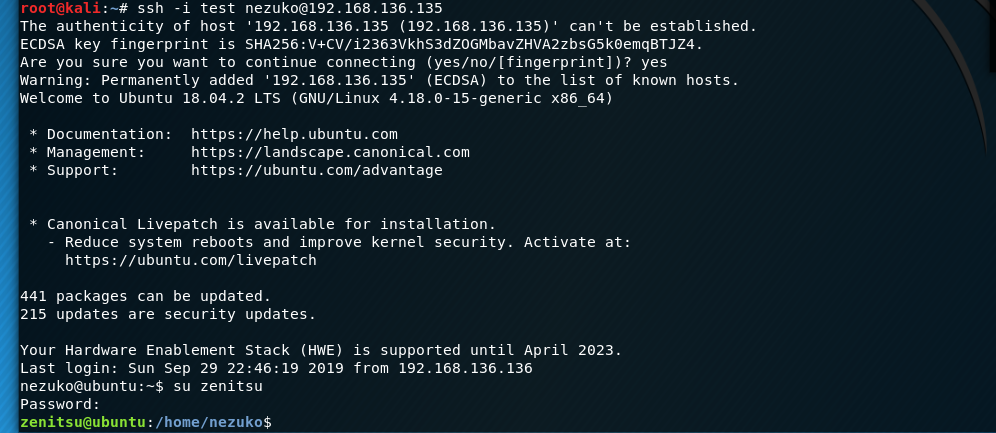 root@kali:~# ssh -i test nezuko@192.168.136.135
The authenticity of host '192.168.136.135 (192.168.136.135)' can't be established.
ECDSA key fingerprint is SHA256:V+CV/i2363VkhS3dZOGMbavZHVA2zbsG5k0emqBTJZ4.
Are you sure you want to continue connecting (yes/no/[fingerprint])? yes
Warning: Permanently added '192.168.136.135' (ECDSA) to the list of known hosts.
Welcome to Ubuntu 18.04.2 LTS (GNU/Linux 4.18.0-15-generic x86_64)
* Documentation:  https://help.ubuntu.com
* Management:     https://landscape.canonical.com
* Support:        https://ubuntu.com/advantage
* Canonical Livepatch is available for installation.
- Reduce system reboots and improve kernel security. Activate at:
https://ubuntu.com/livepatch
441 packages can be updated.
215 updates are security updates.
Your Hardware Enablement Stack (HWE) is supported until April 2023.
Last login: Sun Sep 29 22:46:19 2019 from 192.168.136.136
nezuko@ubuntu:~$ su zenitsu
Password:
zenitsu@ubuntu:/home/nezuko$